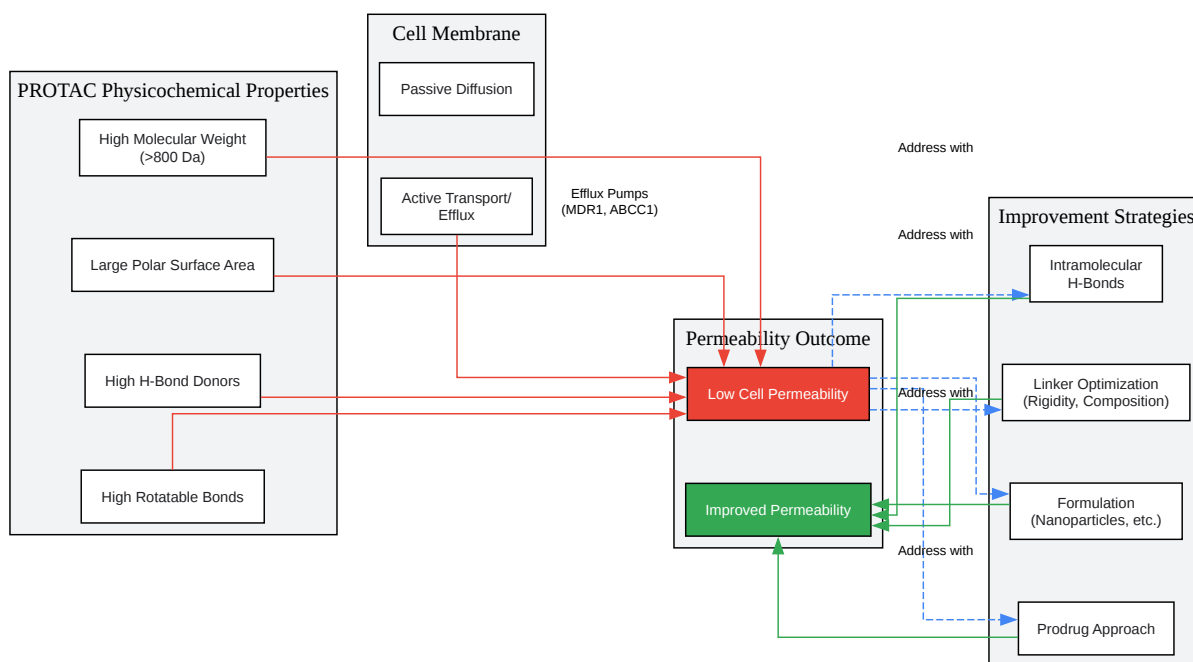 Cell Membrane
Passive Diffusion
Active Transport/
Efflux
PROTAC Physicochemical Properties
High Molecular Weight
(>800 Da)
Large Polar Surface Area
High H-Bond Donors
High Rotatable Bonds
Efflux Pumps
(MDR1, ABCC1)
Permeability Outcome
Low Cell Permeability
Improved Permeability
Address with
Address with
Address with
Address with
Improvement Strategies
Intramolecular
H-Bonds
Linker Optimization
(Rigidity, Composition)
Formulation
(Nanoparticles, etc.)
Prodrug Approach